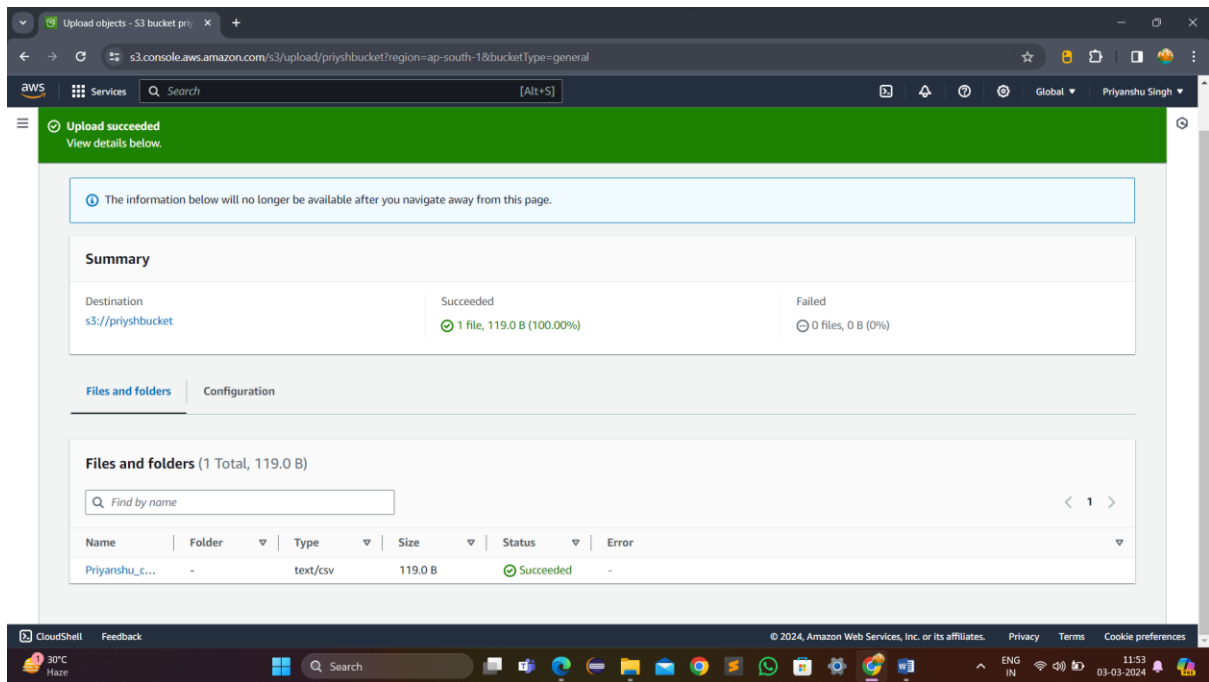 Upload objects - S3 bucket priy
s3.console.aws.amazon.com/s3/upload/priyshbucket?region=ap-south-1&bucketType=general
aws Services Search [Alt+S] Global Priyanshu Singh
Upload succeeded
View details below.
The information below will no longer be available after you navigate away from this page.
Summary
Destination Succeeded Failed
s3://priyshbucket 1 file, 119.0 B (100.00%) 0 files, 0 B (0%)
Files and folders Configuration
Files and folders (1 Total, 119.0 B)
Find by name 1
Name Folder Type Size Status Error
Priyanshu_c... - text/csv 119.0 B Succeeded -
CloudShell Feedback © 2024, Amazon Web Services, Inc. or its affiliates. Privacy Terms Cookie preferences
1 30°C ENG 11:53
Haze Search IN 03-03-2024